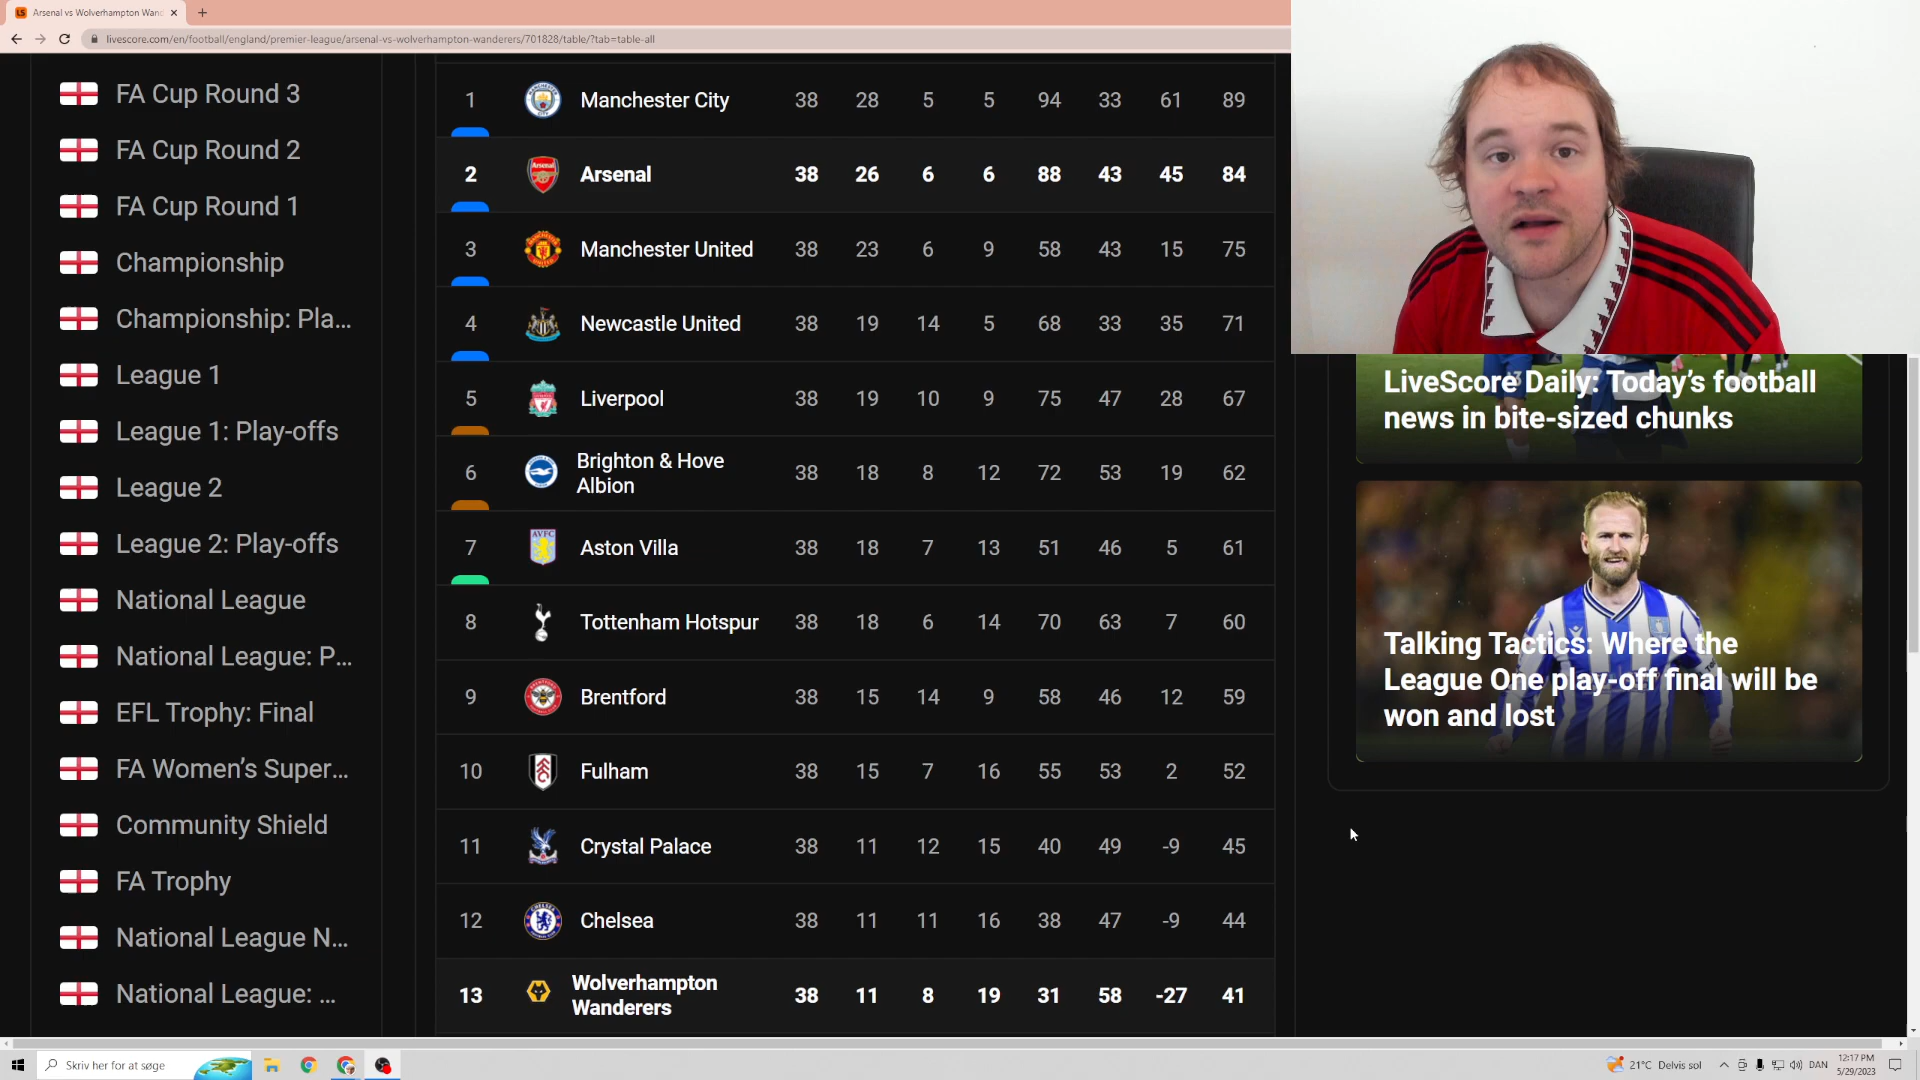 Arsenal vs Wolverhampton Wand
livescore.com/en/football/england/premier-league/arsenal-vs-wolverhampton-wanderers/701828/table/?tab=table-all
FA Cup Round 3
FA Cup Round 2
FA Cup Round 1
Championship
Championship: Pla...
League 1
League 1: Play-offs
League 2
League 2: Play-offs
National League
National League: P...
EFL Trophy: Final
FA Women's Super...
Community Shield
FA Trophy
National League N...
National League: ...
1 Manchester City 38 28 5 5 94 33 61 89
2 Arsenal 38 26 6 6 88 43 45 84
3 Manchester United 38 23 6 9 58 43 15 75
4 Newcastle United 38 19 14 5 68 33 35 71
5 Liverpool 38 19 10 9 75 47 28 67
6 Brighton & Hove
Albion 38 18 8 12 72 53 19 62
7 Aston Villa 38 18 7 13 51 46 5 61
8 Tottenham Hotspur 38 18 6 14 70 63 7 60
9 Brentford 38 15 14 9 58 46 12 59
10 Fulham 38 15 7 16 55 53 2 52
11 Crystal Palace 38 11 12 15 40 49 -9 45
12 Chelsea 38 11 11 16 38 47 -9 44
13 Wolverhampton
Wanderers 38 11 8 19 31 58 -27 41
LiveScore Daily: Today's football
news in bite-sized chunks
Talking Tactics: Where the
League One play-off final will be
won and lost
Skriv her for at søge
21°C Delvis sol
DAN
12:17 PM
5/29/2023